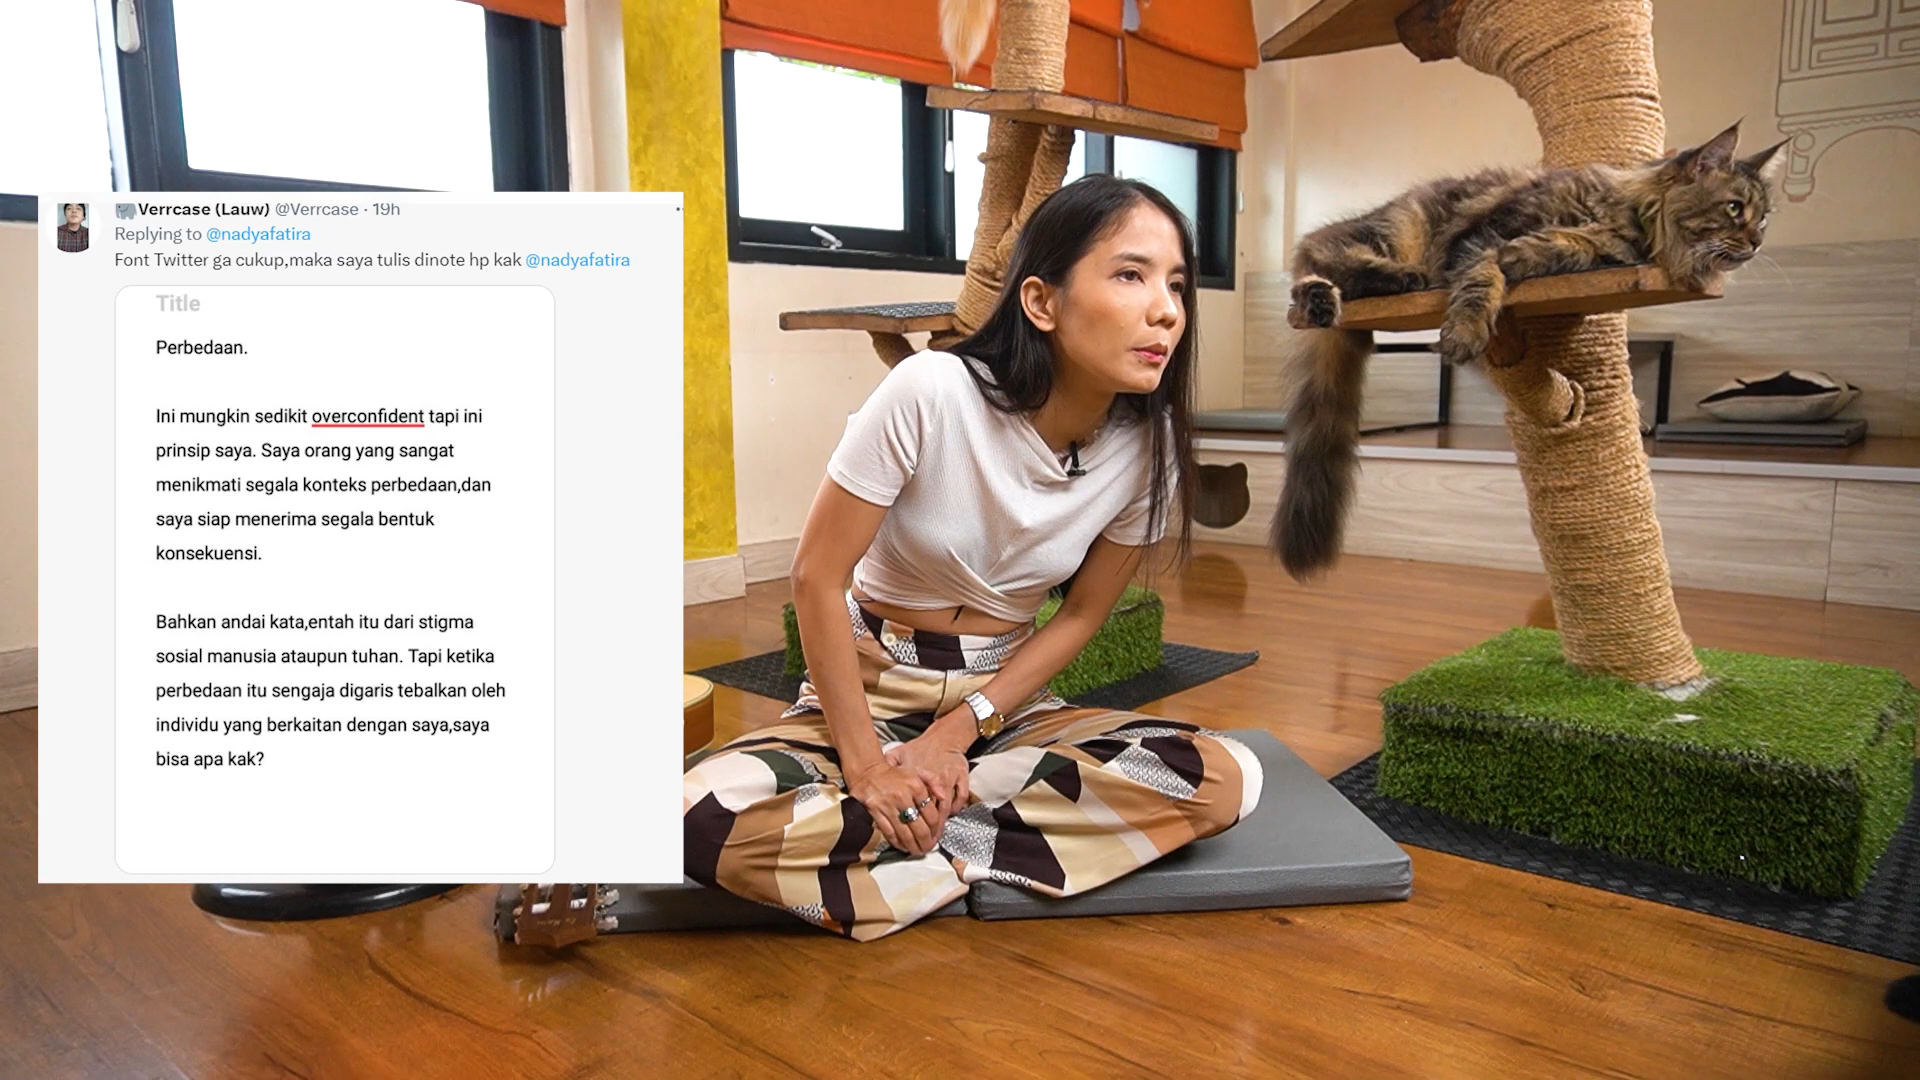 Verrcase (Lauw) @Verrcase · 19h
Replying to @nadyafatira
Font Twitter ga cukup,maka saya tulis dinote hp kak @nadyafatira
Title
Perbedaan.
Ini mungkin sedikit overconfident tapi ini
prinsip saya. Saya orang yang sangat
menikmati segala konteks perbedaan,dan
saya siap menerima segala bentuk
konsekuensi.
Bahkan andai kata,entah itu dari stigma
sosial manusia ataupun tuhan. Tapi ketika
perbedaan itu sengaja digaris tebalkan oleh
individu yang berkaitan dengan saya,saya
bisa apa kak?